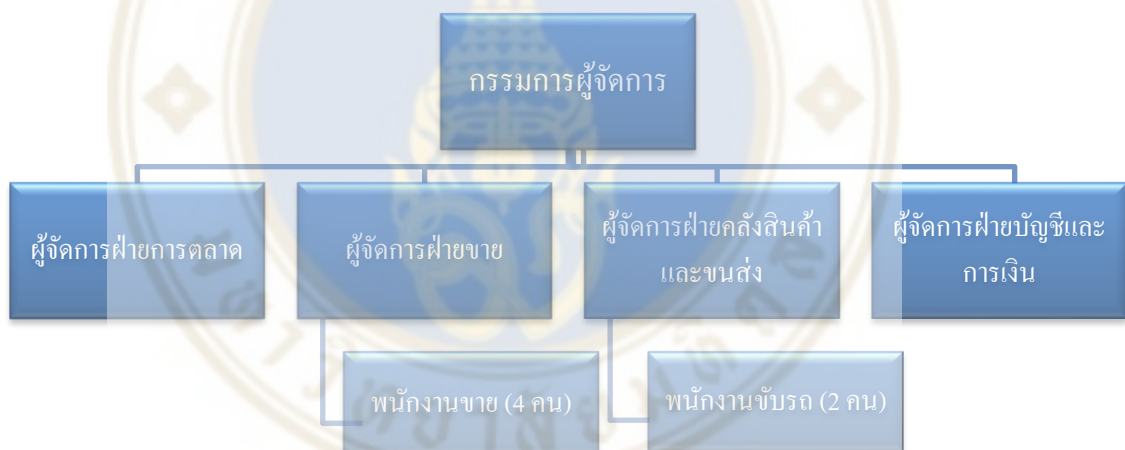 กรรมการผู้จัดการ
ผู้จัดการฝ่ายการตลาด
ผู้จัดการฝ่ายขาย
ผู้จัดการฝ่ายคลังสินค้า
และขนส่ง
ผู้จัดการฝ่ายบัญชีและ
การเงิน
พนักงานขาย (4 คน)
พนักงานขับรถ (2 คน)